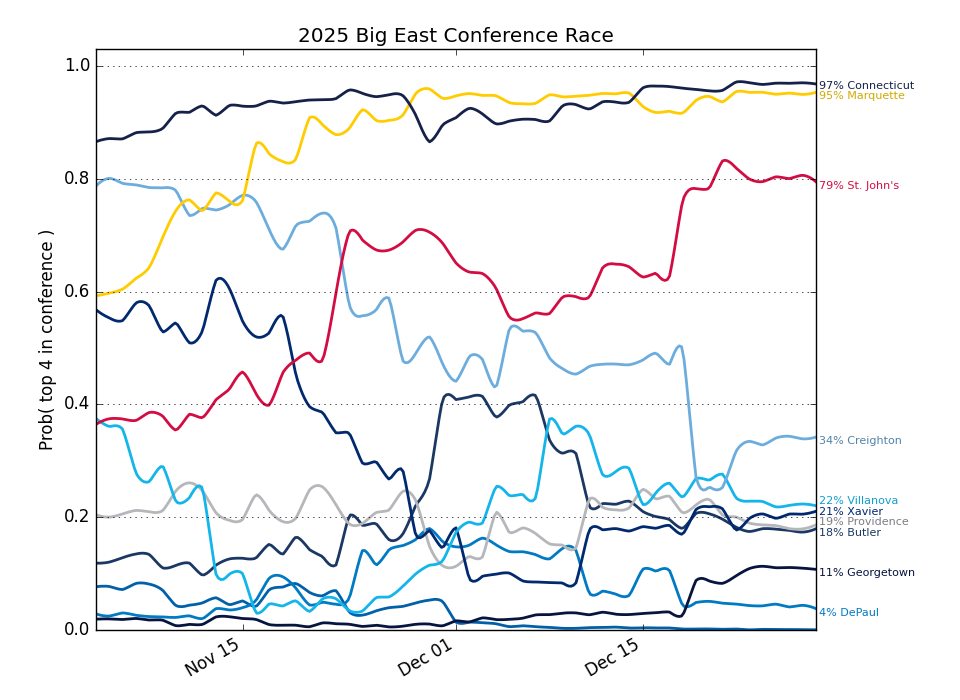 2025 Big East Conference Race
Prob( top 4 in conference )
1.0
0.8
0.6
0.4
0.2
0.0
Nov 15
Dec 01
Dec 15
97% Connecticut
95% Marquette
79% St. John's
34% Creighton
22% Villanova
21% Xavier
19% Providence
18% Butler
11% Georgetown
4% DePaul